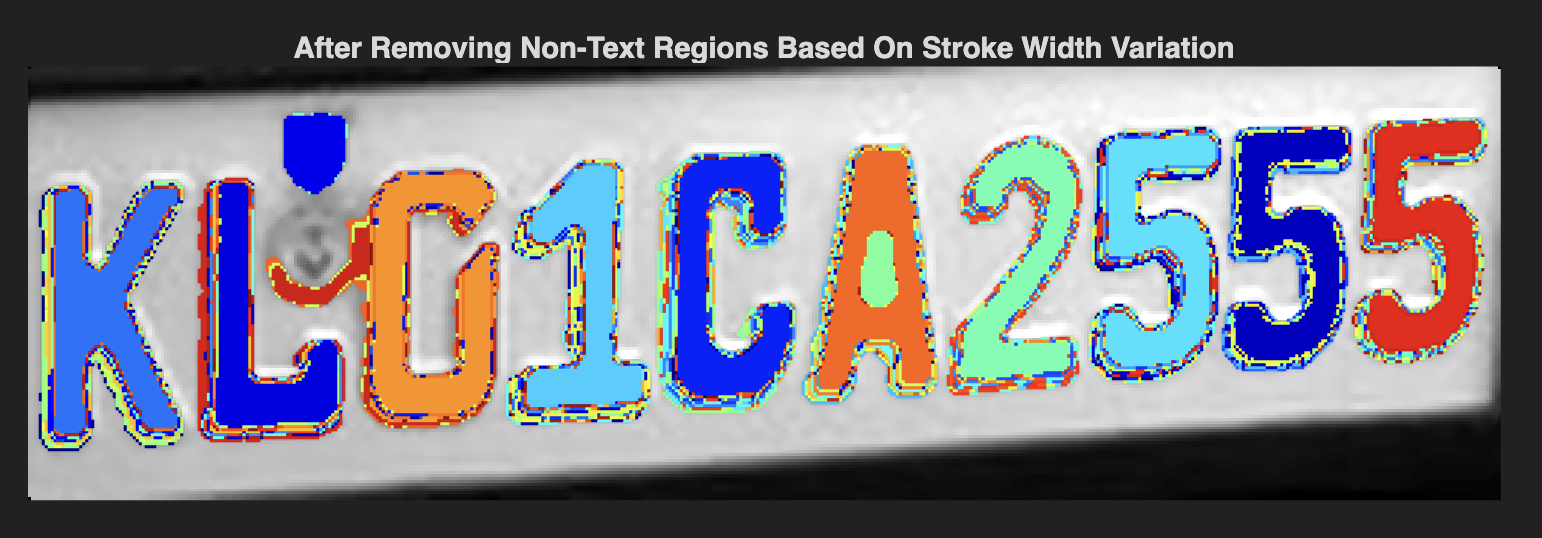 After Removing Non-Text Regions Based On Stroke Width Variation
KL01CA2555